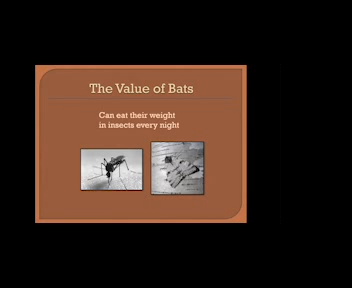 The Value of Bats
Can eat their weight
in insects every night